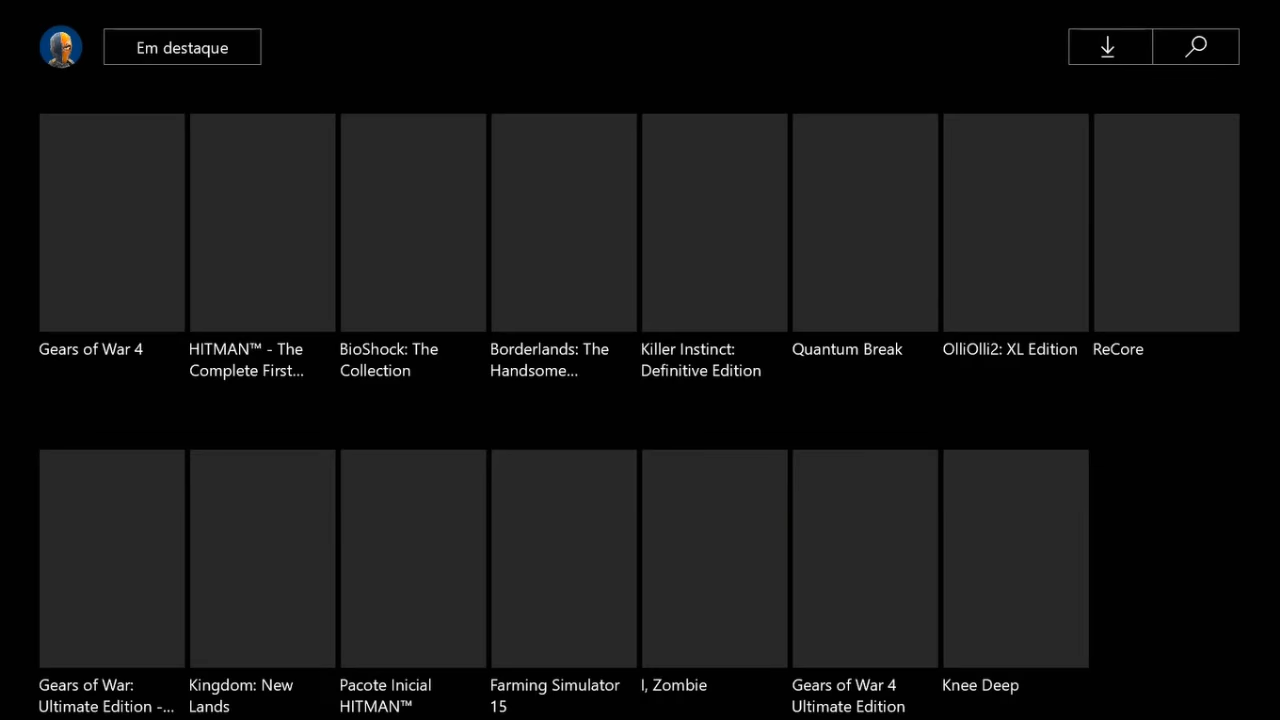 Em destaque
Gears of War 4
HITMAN™ - The
Complete First...
BioShock: The
Collection
Borderlands: The
Handsome...
Killer Instinct:
Definitive Edition
Quantum Break
OlliOlli2: XL Edition
ReCore
Gears of War:
Ultimate Edition -...
Kingdom: New
Lands
Pacote Inicial
HITMAN™
Farming Simulator
15
I, Zombie
Gears of War 4
Ultimate Edition
Knee Deep